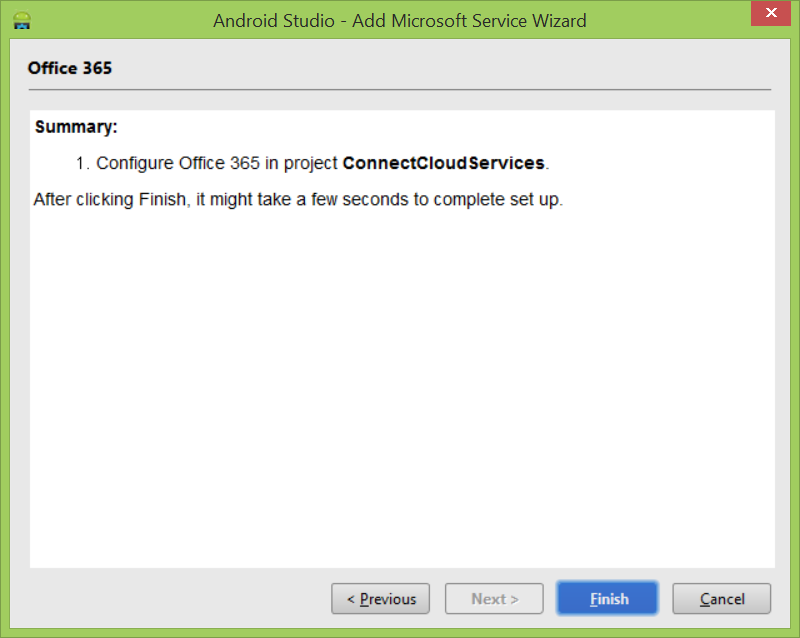 Android Studio - Add Microsoft Service Wizard
Office 365
Summary:
1. Configure Office 365 in project ConnectCloudServices.
After clicking Finish, it might take a few seconds to complete set up.
< Previous
Next >
Finish
Cancel